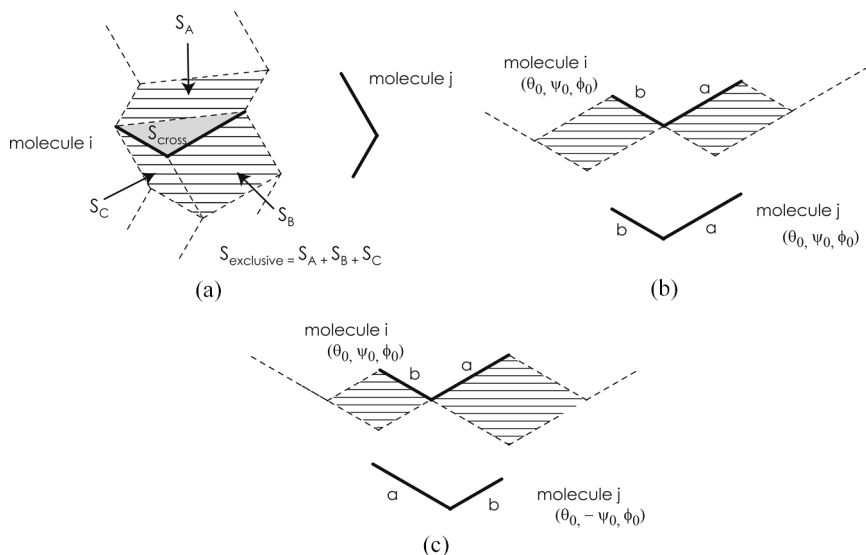 S_A
molecule j
molecule i
S_cross
S_C
S_B
S_exclusive = S_A + S_B + S_C
(a)
molecule i
(θ₀, ψ₀, ϕ₀)
b
a
b
a
molecule j
(θ₀, ψ₀, ϕ₀)
(b)
molecule i
(θ₀, ψ₀, ϕ₀)
b
a
a
b
molecule j
(θ₀, − ψ₀, ϕ₀)
(c)